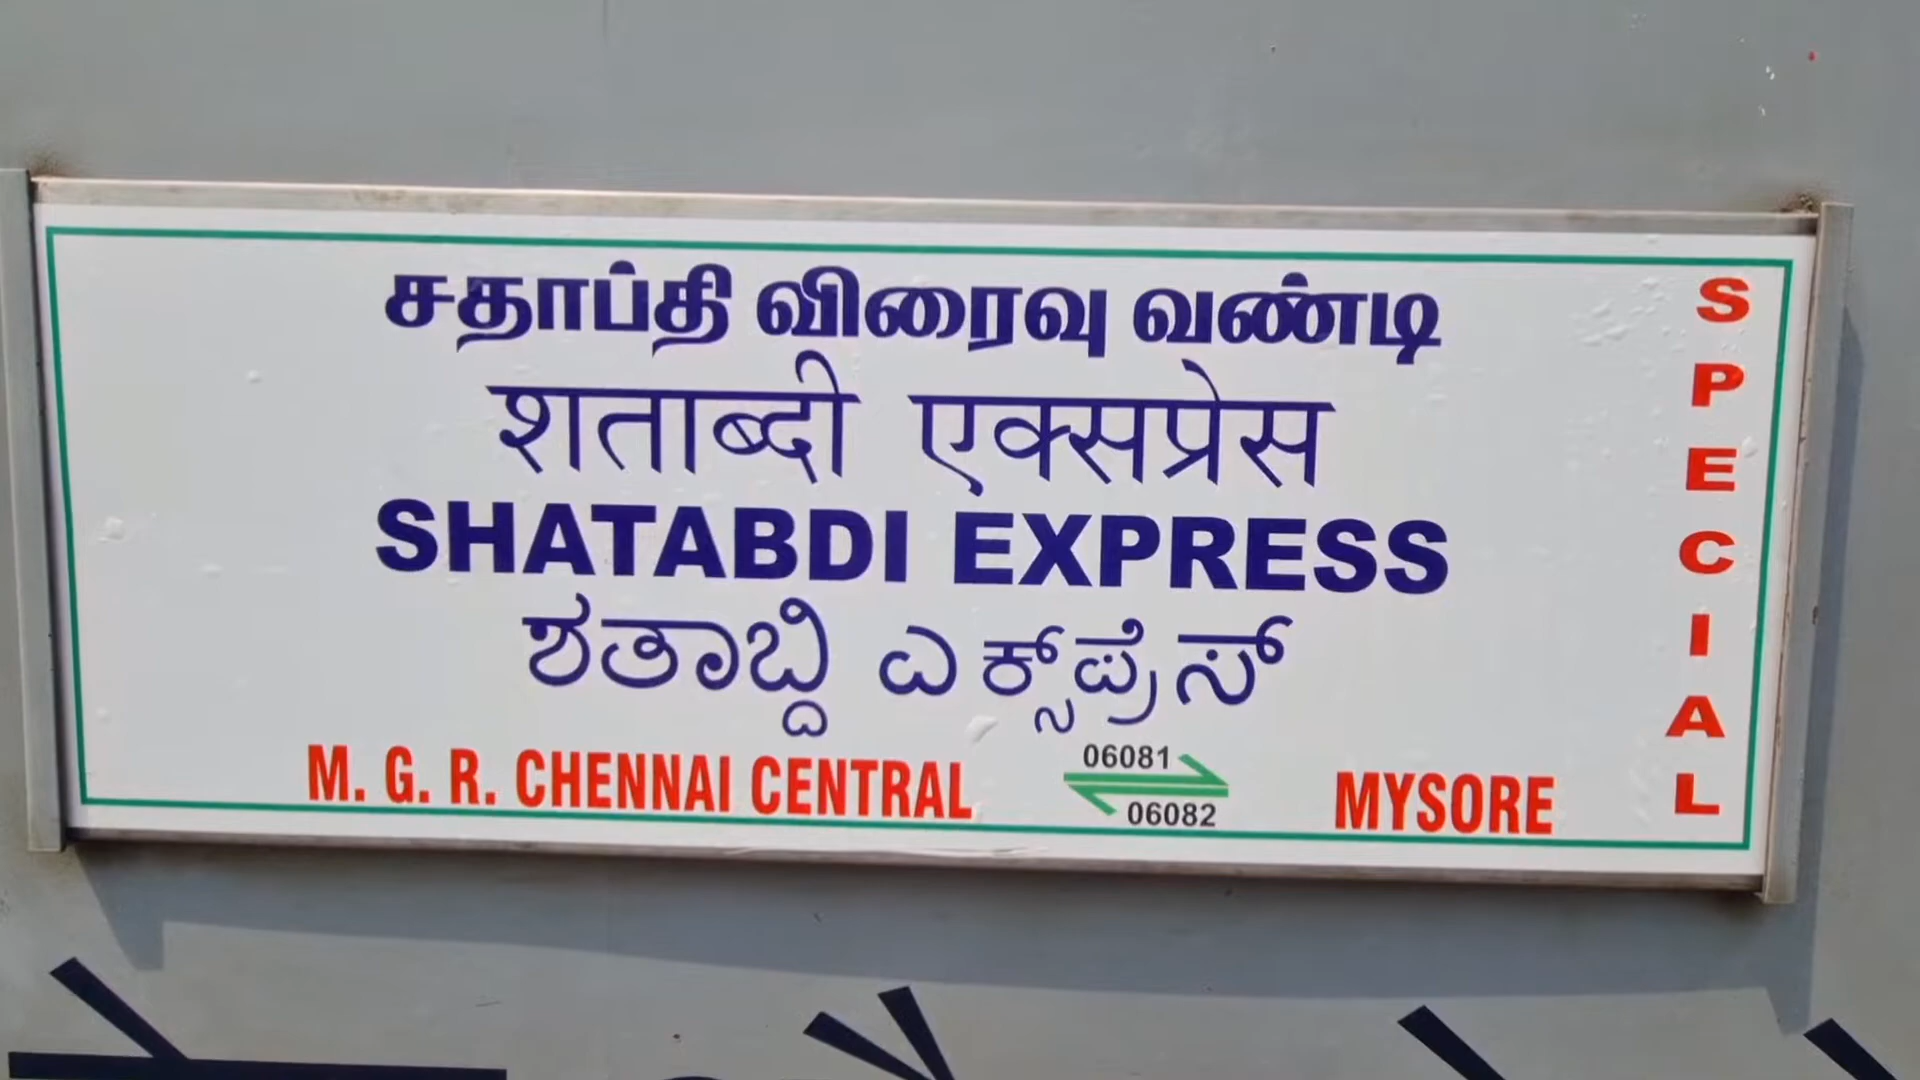 சதாப்தி விரைவு வண்டி
शताब्दी एक्सप्रेस
SHATABDI EXPRESS
ಶತಾಬ್ದಿ ಎಕ್ಸ್‌ಪ್ರೆಸ್
M. G. R. CHENNAI CENTRAL 06081 06082 MYSORE
SPECIAL